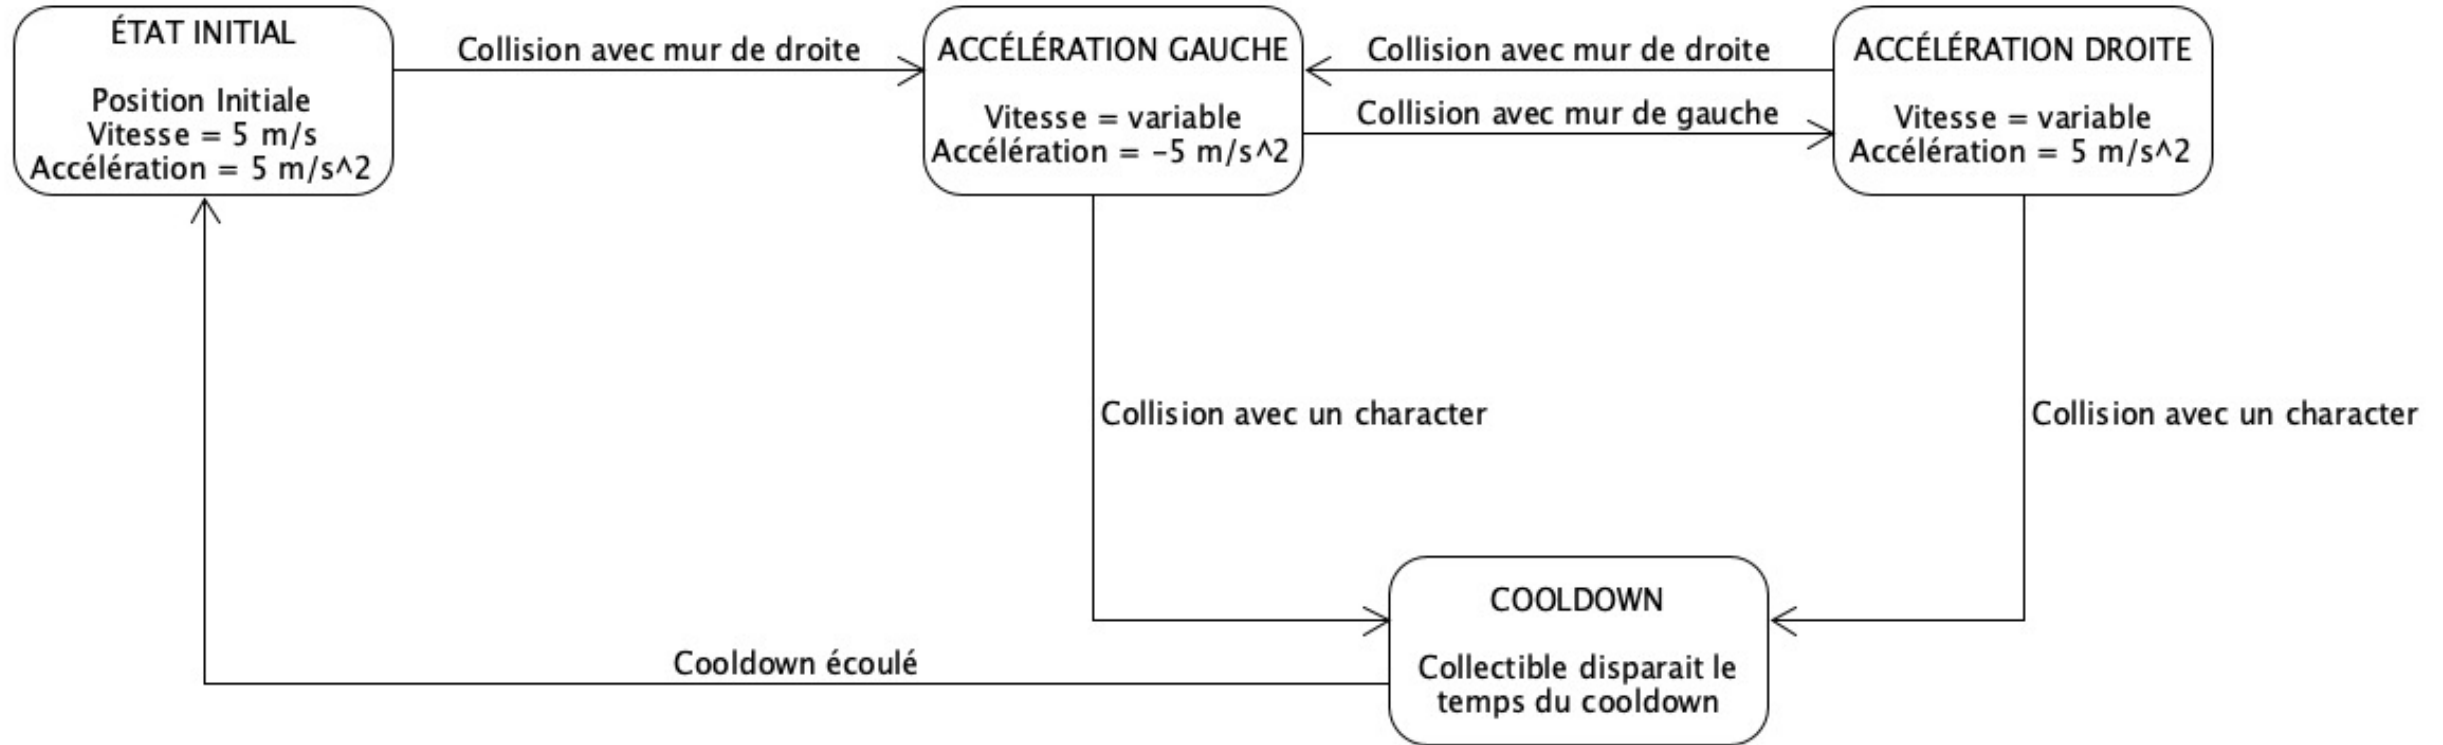 ÉTAT INITIAL
Position Initiale
Vitesse = 5 m/s
Accélération = 5 m/s^2
Collision avec mur de droite
ACCÉLÉRATION GAUCHE
Vitesse = variable
Accélération = -5 m/s^2
Collision avec mur de droite
Collision avec mur de gauche
ACCÉLÉRATION DROITE
Vitesse = variable
Accélération = 5 m/s^2
Collision avec un character
Collision avec un character
COOLDOWN
Collectible disparait le
temps du cooldown
Cooldown écoulé